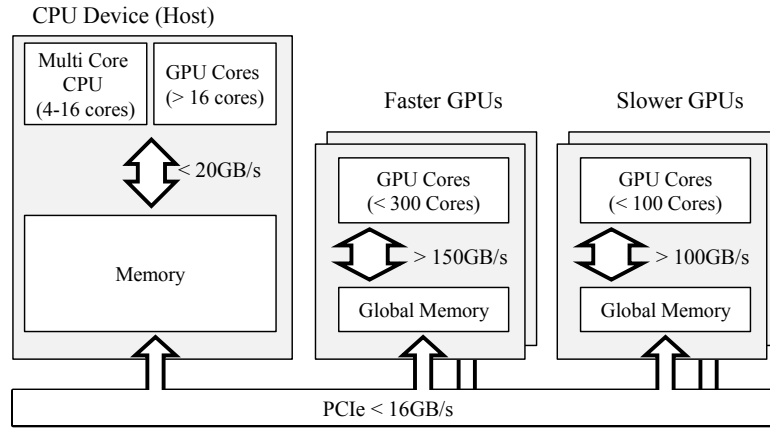 CPU Device (Host)
Multi Core
CPU
(4-16 cores)
GPU Cores
(> 16 cores)
< 20GB/s
Memory
Faster GPUs
GPU Cores
(< 300 Cores)
> 150GB/s
Global Memory
Slower GPUs
GPU Cores
(< 100 Cores)
> 100GB/s
Global Memory
PCIe < 16GB/s